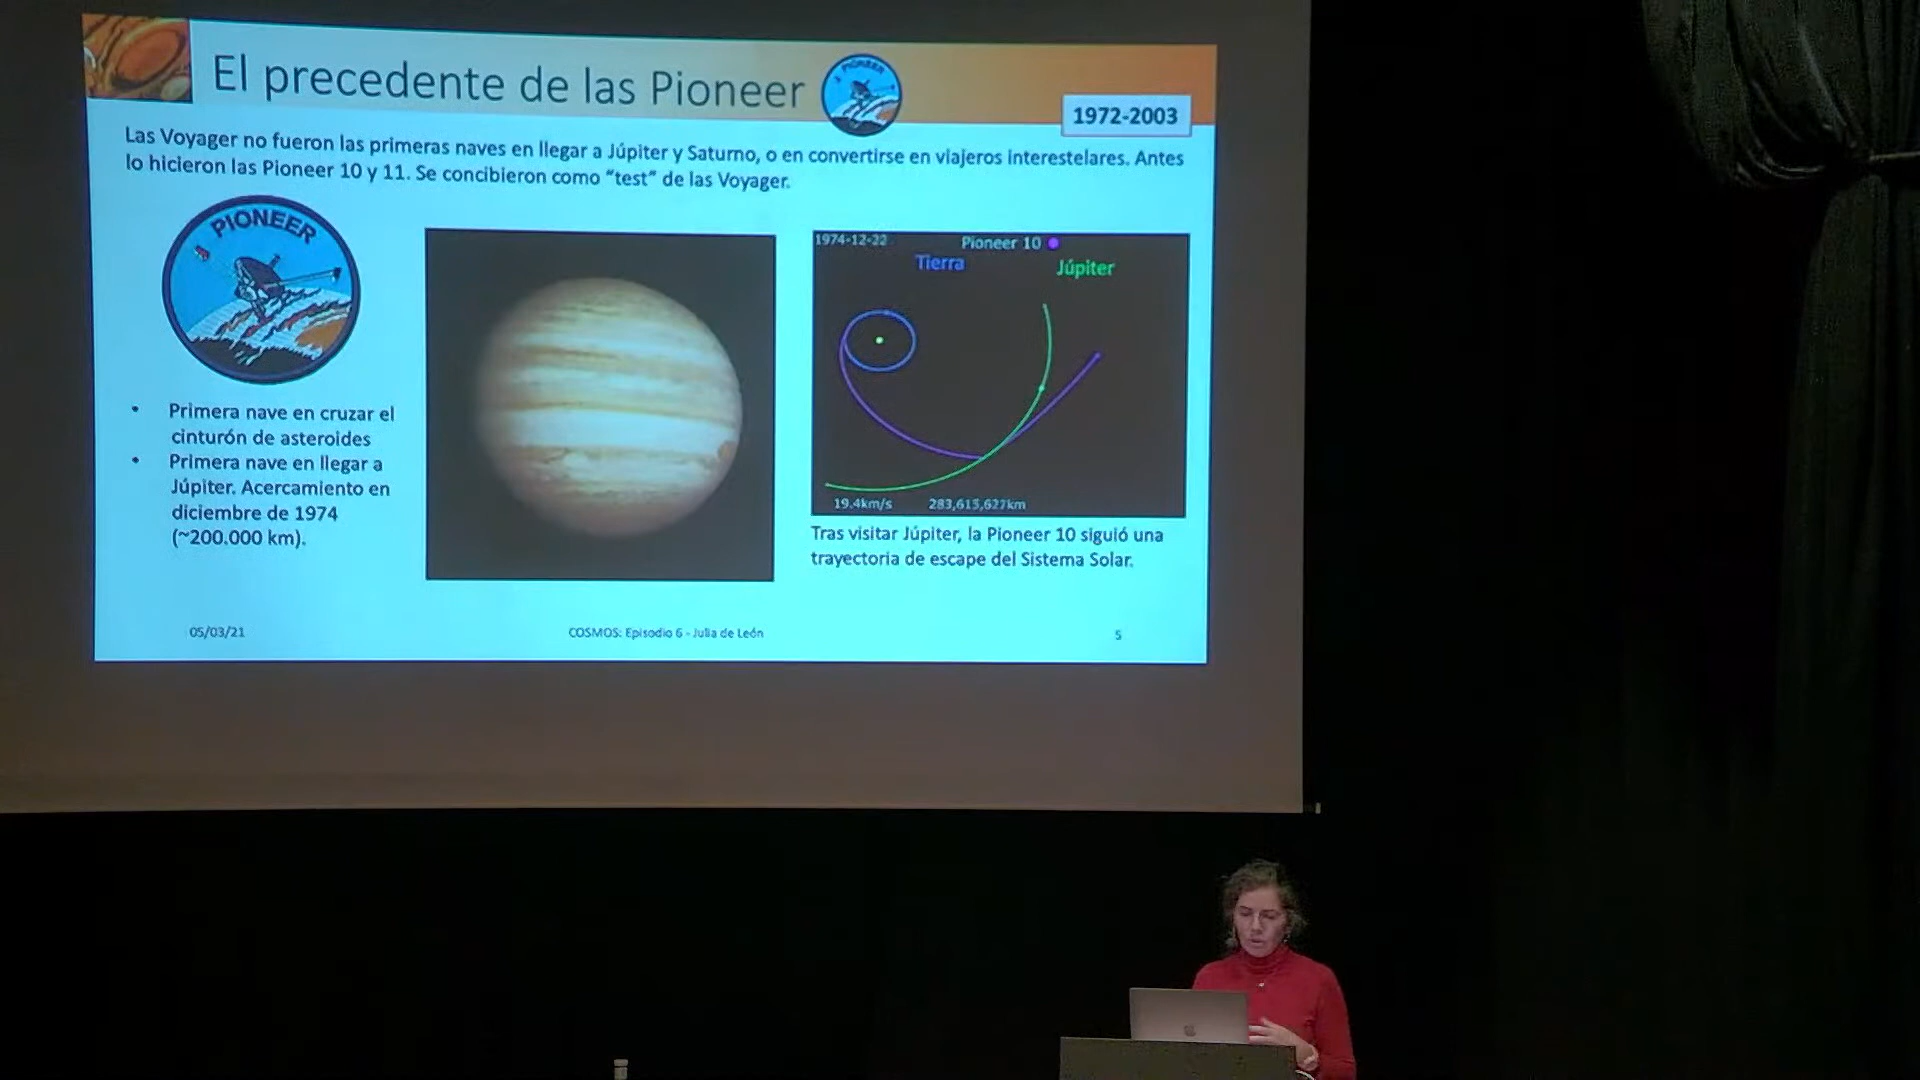 El precedente de las Pioneer
PIONEER
1972-2003
Las Voyager no fueron las primeras naves en llegar a Júpiter y Saturno, o en convertirse en viajeros interestelares. Antes
lo hicieron las Pioneer 10 y 11. Se concibieron como “test” de las Voyager.
PIONEER
• Primera nave en cruzar el
cinturón de asteroides
• Primera nave en llegar a
Júpiter. Acercamiento en
diciembre de 1974
(~200.000 km).
1974-12-22
Pioneer 10
Tierra
Júpiter
19.4km/s
283,615,627km
Tras visitar Júpiter, la Pioneer 10 siguió una
trayectoria de escape del Sistema Solar.
05/03/21
COSMOS: Episodio 6 - Julia de León
5